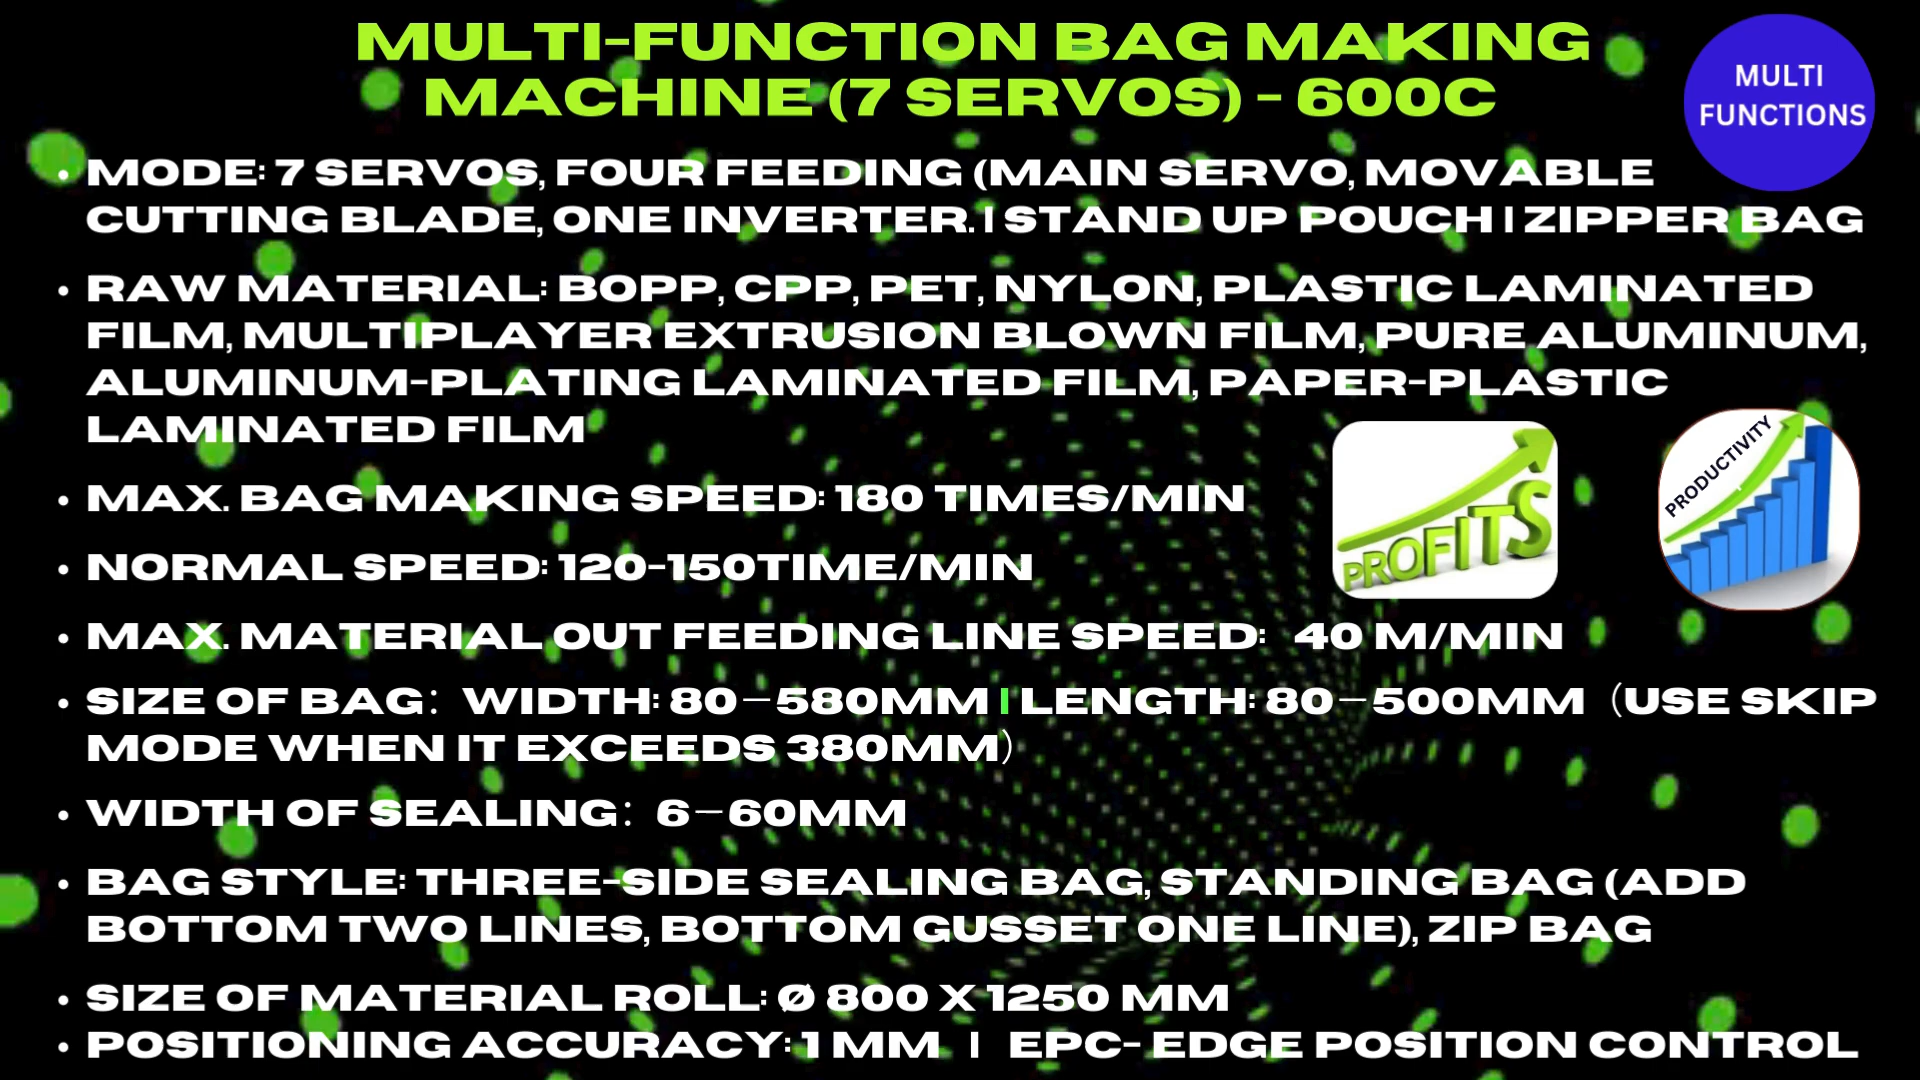 MULTI-FUNCTION BAG MAKING
MACHINE (7 SERVOS) - 600C
MULTI
FUNCTIONS
• MODE: 7 SERVOS, FOUR FEEDING (MAIN SERVO, MOVABLE
CUTTING BLADE, ONE INVERTER. | STAND UP POUCH | ZIPPER BAG
• RAW MATERIAL: BOPP, CPP, PET, NYLON, PLASTIC LAMINATED
FILM, MULTIPLAYER EXTRUSION BLOWN FILM, PURE ALUMINUM,
ALUMINUM-PLATING LAMINATED FILM, PAPER-PLASTIC
LAMINATED FILM
• MAX. BAG MAKING SPEED: 180 TIMES/MIN
• NORMAL SPEED: 120-150TIME/MIN
PROFITS
PRODUCTIVITY
• MAX. MATERIAL OUT FEEDING LINE SPEED: 40 M/MIN
• SIZE OF BAG：WIDTH: 80—580MM | LENGTH: 80—500MM（USE SKIP
MODE WHEN IT EXCEEDS 380MM）
• WIDTH OF SEALING：6—60MM
• BAG STYLE: THREE-SIDE SEALING BAG, STANDING BAG (ADD
BOTTOM TWO LINES, BOTTOM GUSSET ONE LINE), ZIP BAG
• SIZE OF MATERIAL ROLL: Ø 800 X 1250 MM
• POSITIONING ACCURACY: 1 MM | EPC- EDGE POSITION CONTROL